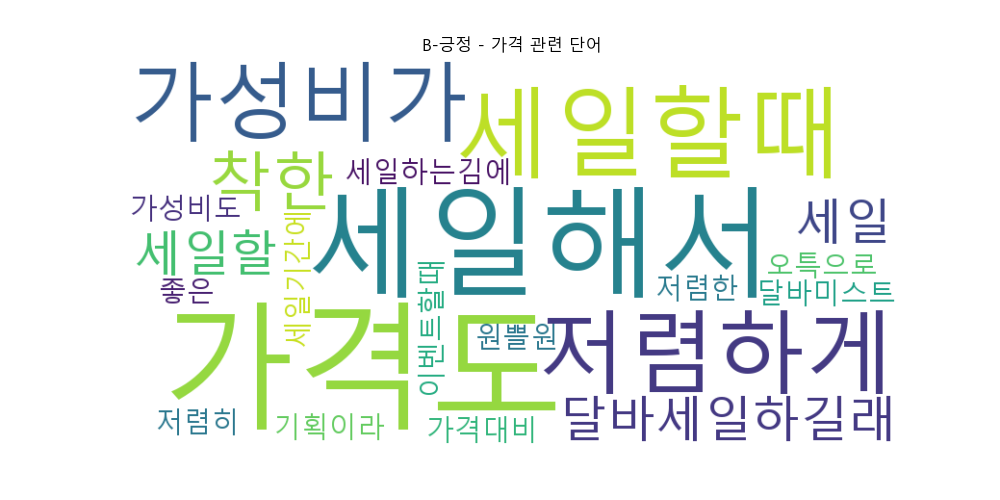 B-긍정 - 가격 관련 단어
가성비가
세일할때
착한
세일하는김에
세일해서
가성비도
세일
세일할
세일기간에
오특으로
좋은
이벤트할때
저렴한
달바미스트
가격도
원쁠원
저렴하게
저렴히
기획이라
가격대비
달바세일하길래